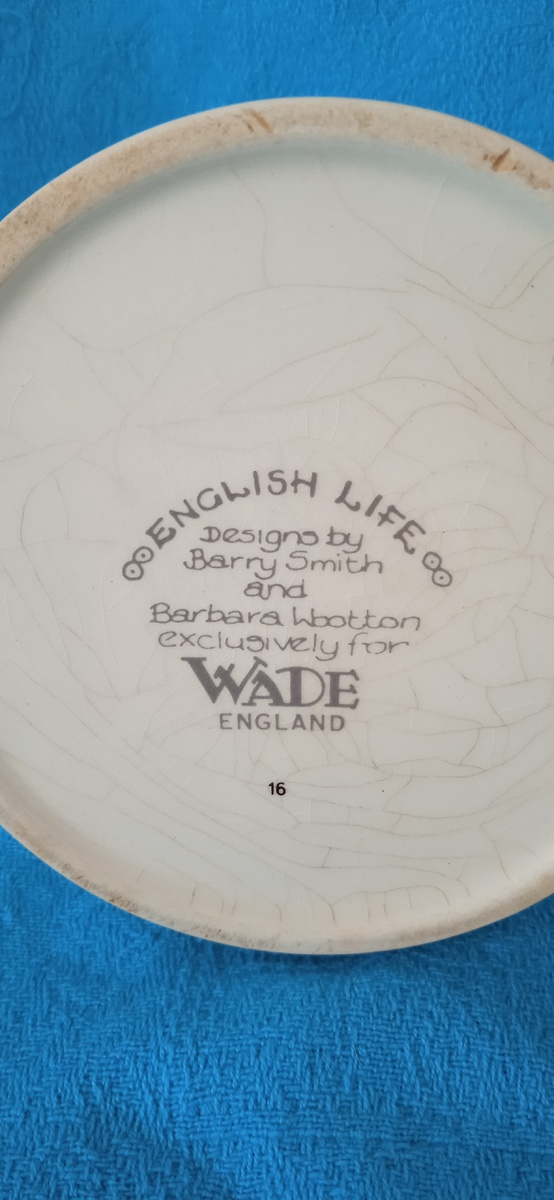 ENGLISH LIFE
Designs by
Barry Smith
and
Barbara Wootton
exclusively for
WADE
ENGLAND
16